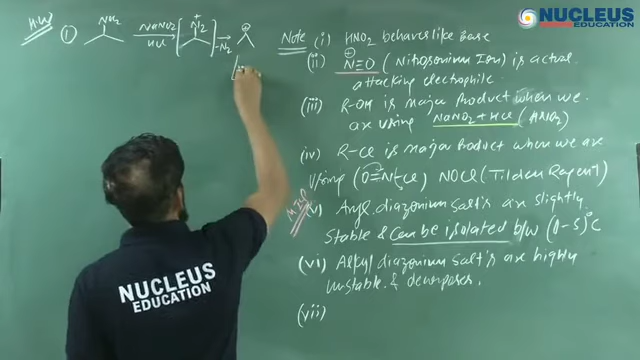 NUCLEUS
EDUCATION
H.W
① NH2 NaNO2 HCl N2 + -N2 ⊕
Note (i) HNO2 behaves like Base
(ii) ⊕ N≡O (Nitrosonium Ion) is actual
attacking electrophile.
(iii) R-OH is major Product when we
are using NaNO2 + HCl (HNO2)
(iv) R-Cl is major Product when we are
Using (O=N-Cl) NOCl (Tilden Reagent)
(v) Aryl diazonium salt's are slightly
Stable & Can be isolated b/w (0-5)°C
(vi) Alkyl diazonium salt's are highly
unstable & decomposes.
(vii)
NUCLEUS
EDUCATION